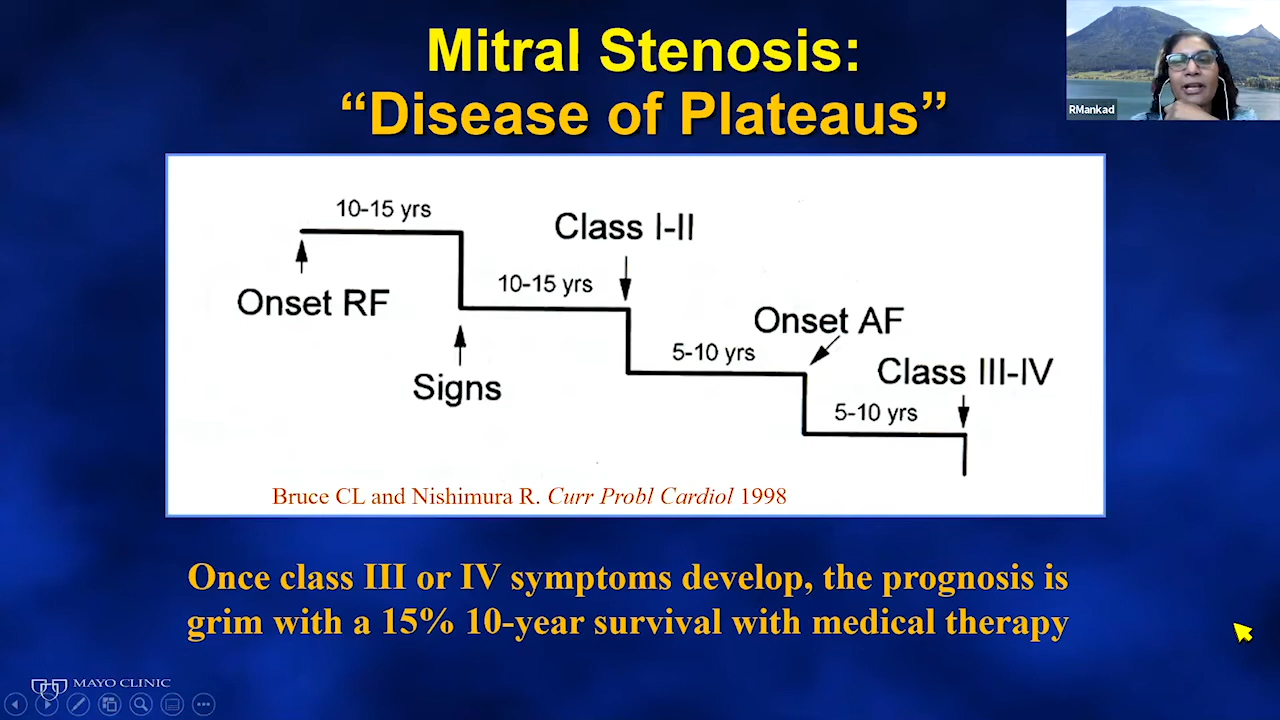 Mitral Stenosis:
“Disease of Plateaus”
RMankad
10-15 yrs
Class I-II
10-15 yrs
Onset RF
Onset AF
5-10 yrs
Class III-IV
Signs
5-10 yrs
Bruce CL and Nishimura R. Curr Probl Cardiol 1998
Once class III or IV symptoms develop, the prognosis is
grim with a 15% 10-year survival with medical therapy
MAYO CLINIC